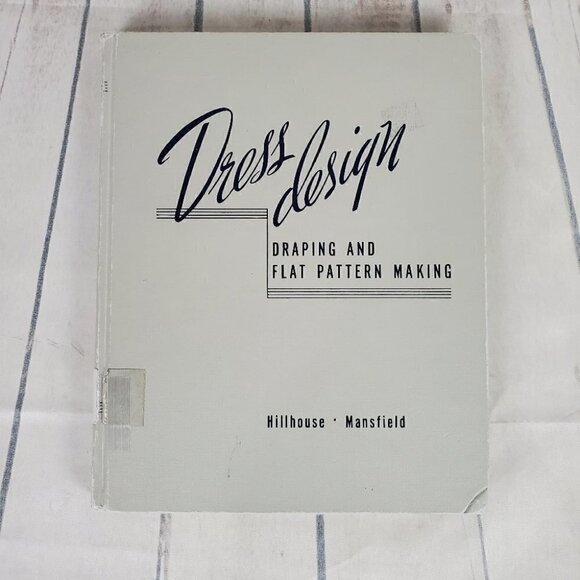 Dress
design
DRAPING AND
FLAT PATTERN MAKING
Hillhouse · Mansfield